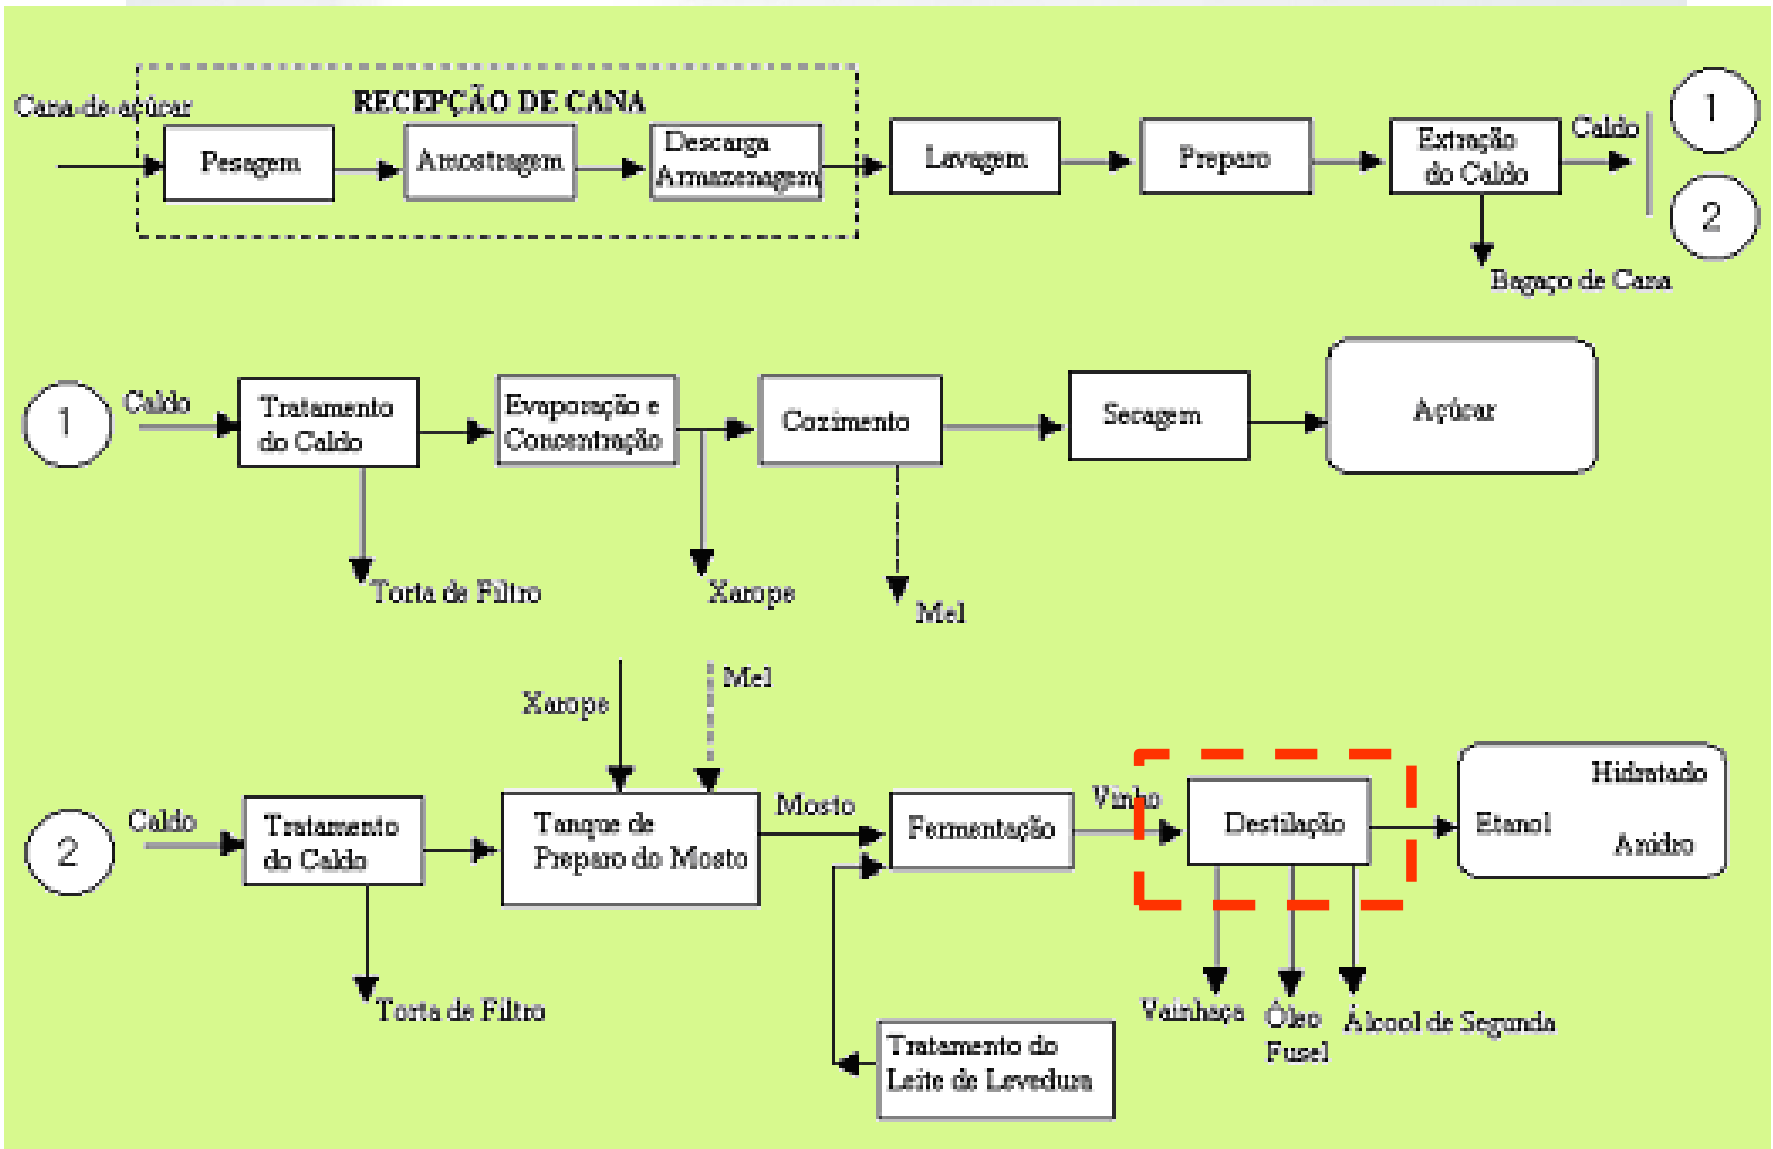 RECEPÇÃO DE CANA
Cana-de-açúcar
Pesagem
Amostragem
Descarga
Armazenagem
Lavagem
Preparo
Extração
do Caldo
Caldo
1
2
Bagaço de Cana
1
Caldo
Tratamento
do Caldo
Evaporação e
Concentração
Cozimento
Secagem
Açúcar
Torta de Filtro
Xarope
Mel
Xarope
Mel
2
Caldo
Tratamento
do Caldo
Tanque de
Preparo do Mosto
Mosto
Fermentação
Vinho
Destilação
Etanol
Hidratado
Anidro
Torta de Filtro
Vainhaça
Óleo
Fusel
Álcool de Segunda
Tratamento do
Leite de Levedura